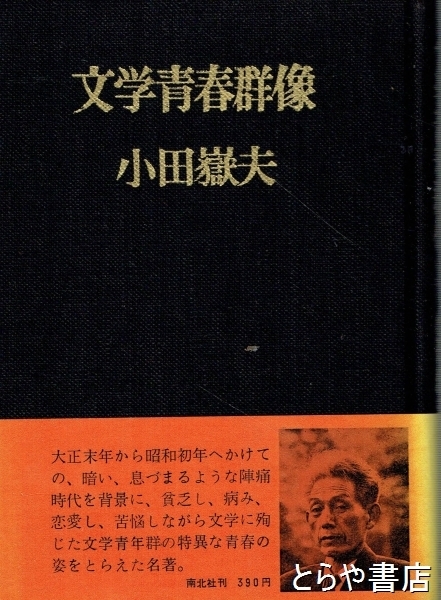 文学青春群像
小田嶽夫
大正末年から昭和初年へかけて
の、暗い、息づまるような陣痛
時代を背景に、貧乏し、病み、
恋愛し、苦悩しながら文学に殉
じた文学青年群の特異な青春の
姿をとらえた名著。
南北社刊 390円
とらや書店